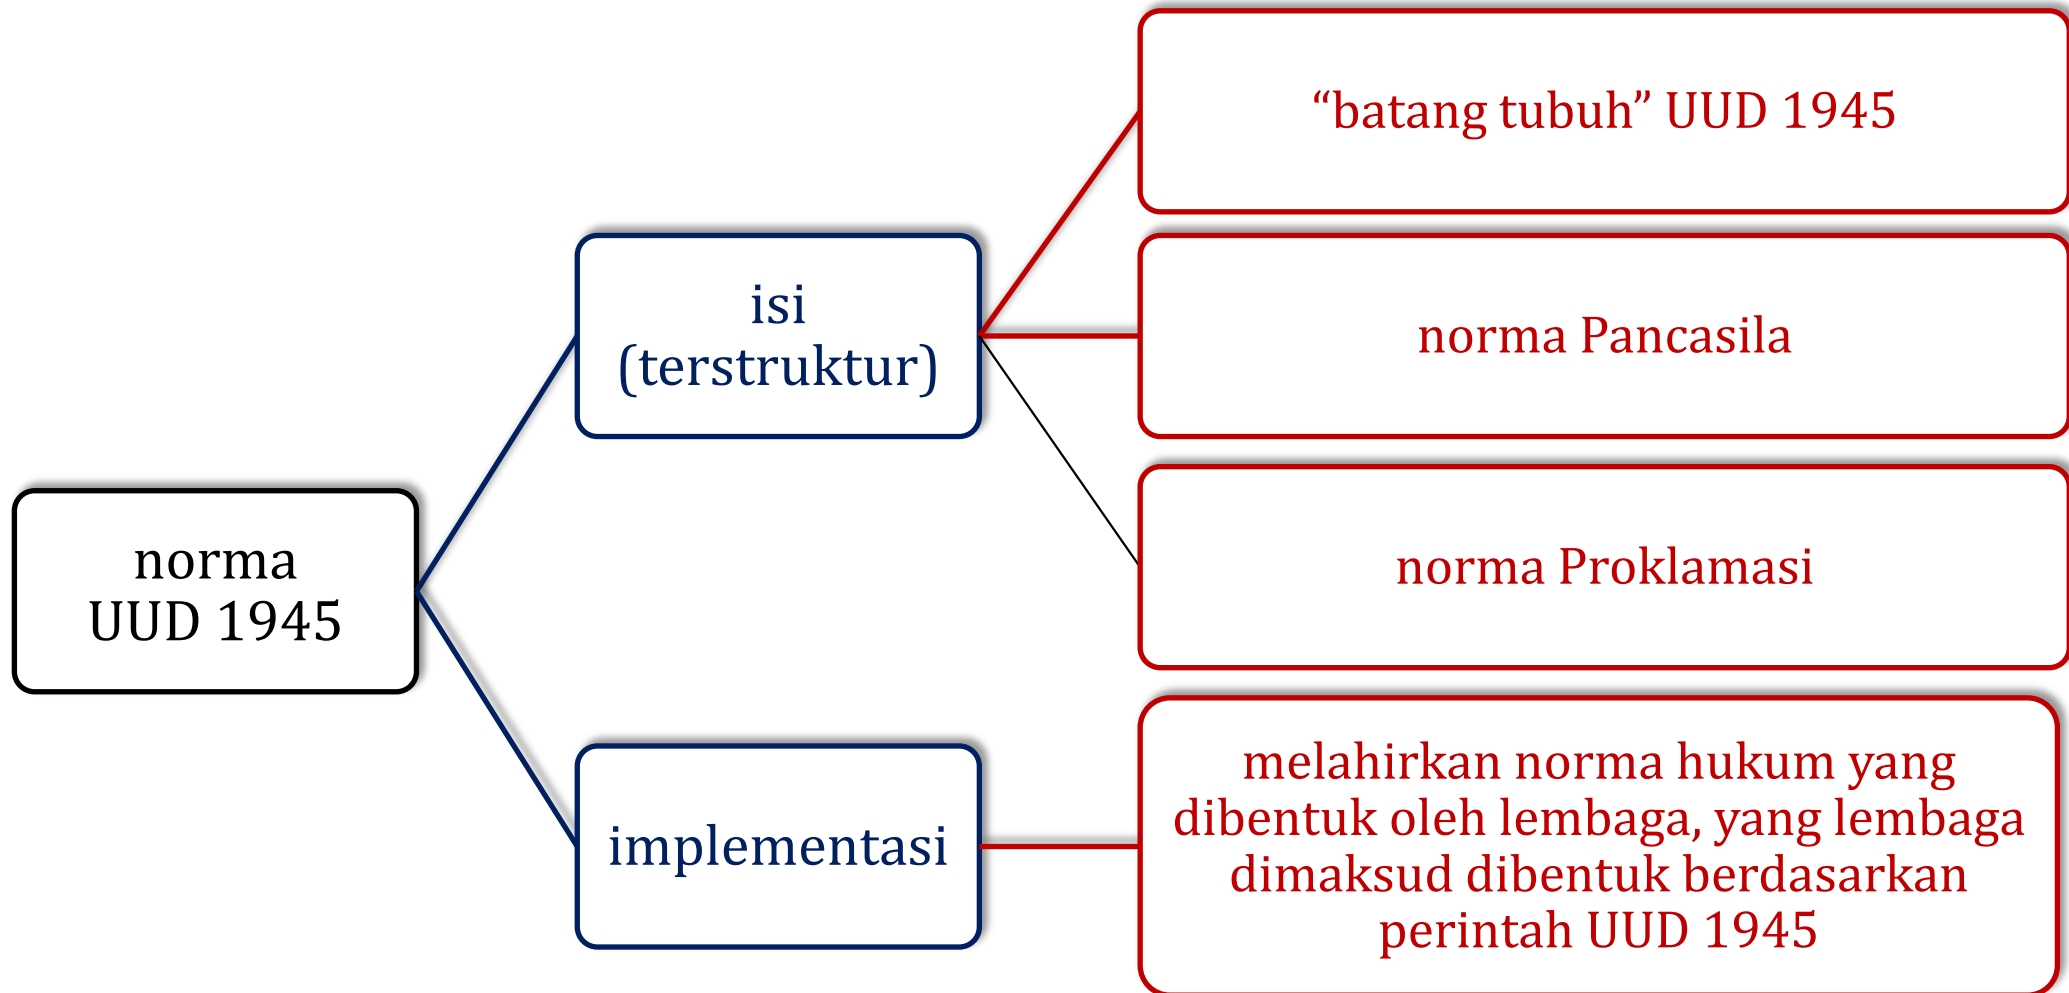 “batang tubuh” UUD 1945
isi
(terstruktur)
norma Pancasila
norma Proklamasi
norma
UUD 1945
implementasi
melahirkan norma hukum yang
dibentuk oleh lembaga, yang lembaga
dimaksud dibentuk berdasarkan
perintah UUD 1945